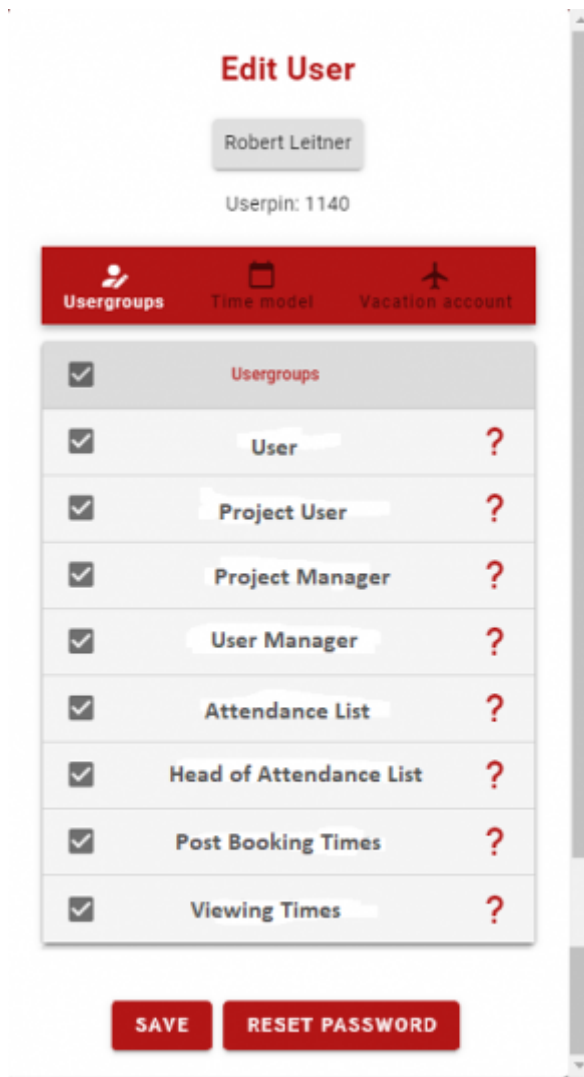 Edit User
Robert Leitner
Userpin: 1140
Usergroups Time model Vacation account
Usergroups
User ?
Project User ?
Project Manager ?
User Manager ?
Attendance List ?
Head of Attendance List ?
Post Booking Times ?
Viewing Times ?
SAVE RESET PASSWORD